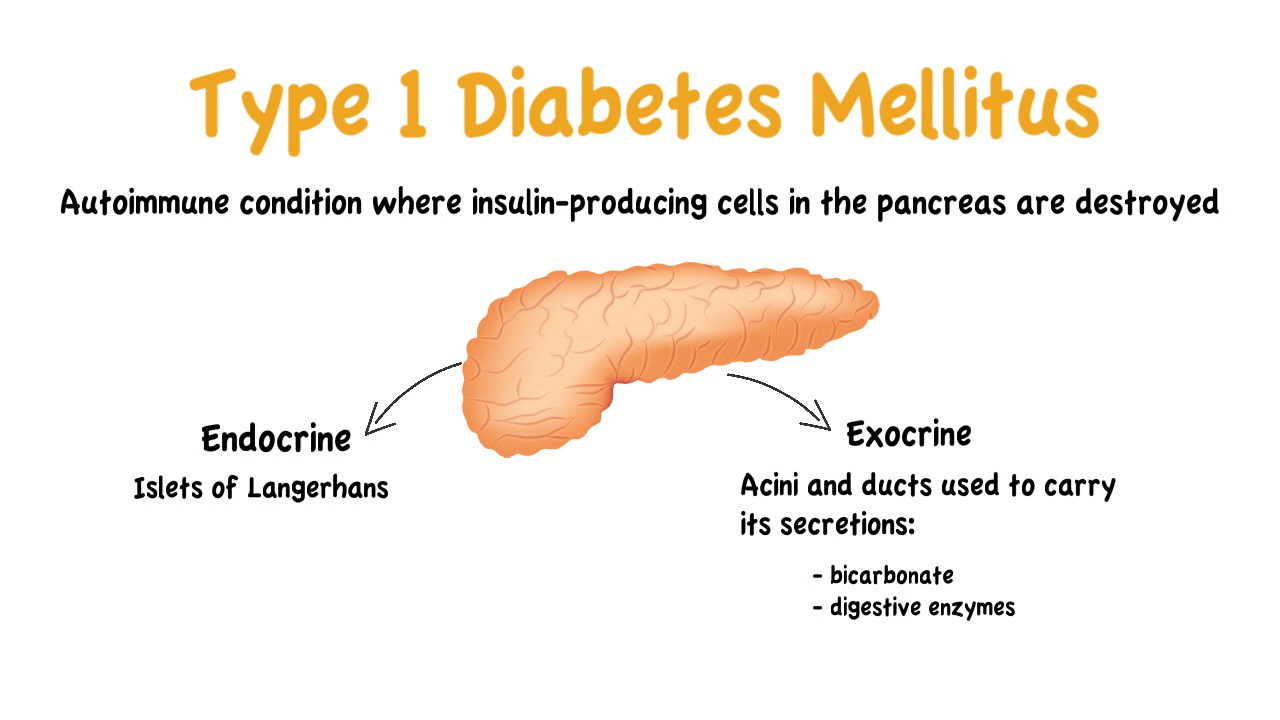 Type 1 Diabetes Mellitus
Autoimmune condition where insulin-producing cells in the pancreas are destroyed
Endocrine
Islets of Langerhans
Exocrine
Acini and ducts used to carry
its secretions:
- bicarbonate
- digestive enzymes